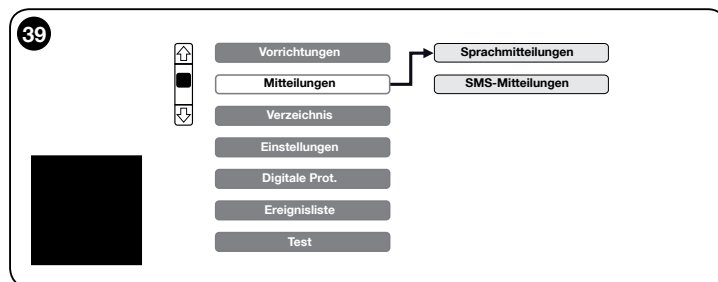 39
Vorrichtungen
Sprachmitteilungen
Mitteilungen
SMS-Mitteilungen
Verzeichnis
Einstellungen
Digitale Prot.
Ereignisliste
Test